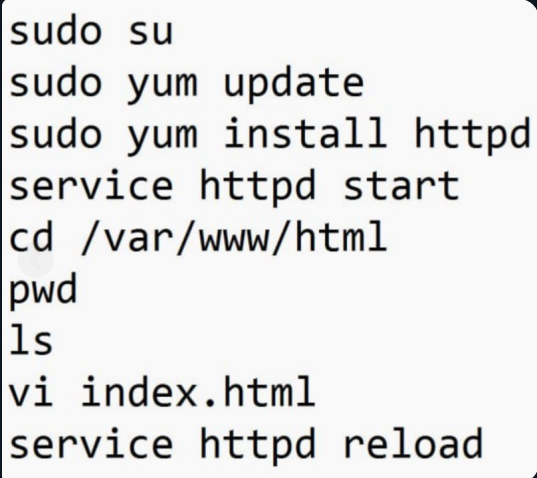 sudo su
sudo yum update
sudo yum install httpd
service httpd start
cd /var/www/html
pwd
ls
vi index.html
service httpd reload